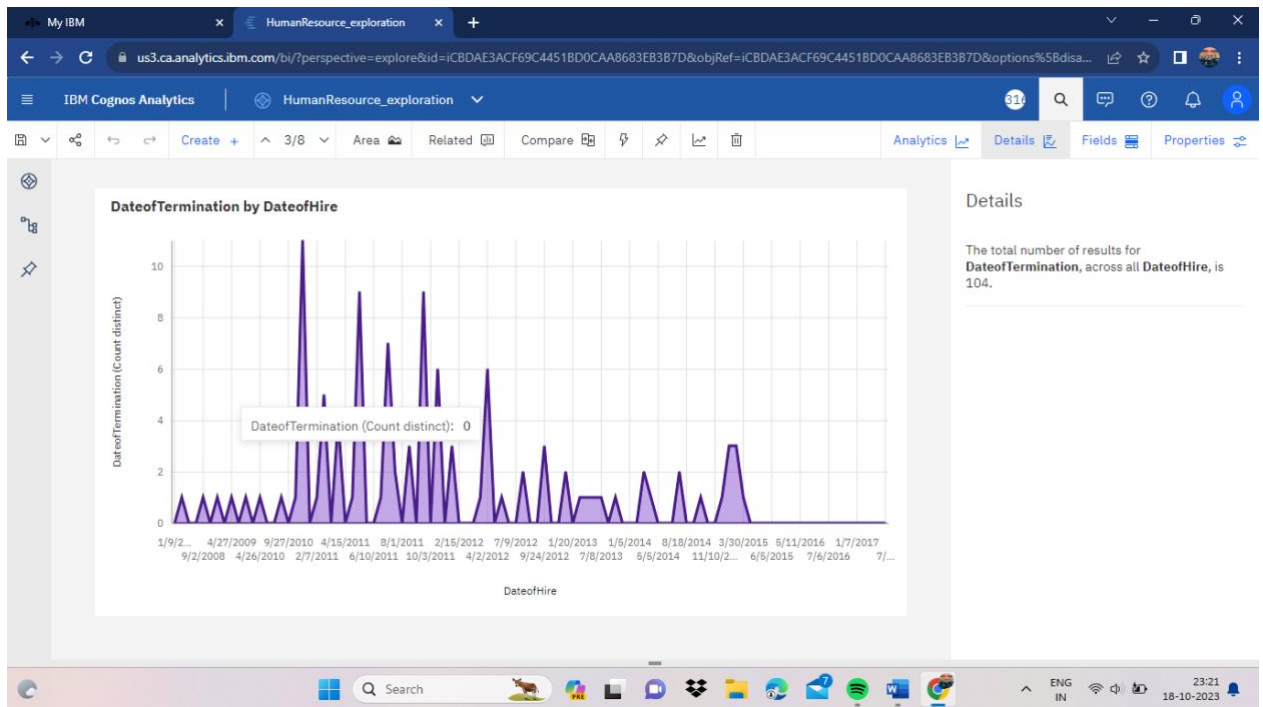 My IBM
HumanResource_exploration
us3.ca.analytics.ibm.com/bi/?perspective=explore&id=iCBDAE3ACF69C4451BD0CAA8683EB3B7D&objRef=iCBDAE3ACF69C4451BD0CAA8683EB3B7D&options%5Bdisa...
IBM Cognos Analytics
HumanResource_exploration
Create +
3/8
Area
Related
Compare
Analytics
Details
Fields
Properties
DateofTermination by DateofHire
DateofTermination (Count distinct)
10
8
6
4
2
0
DateofTermination (Count distinct): 0
1/9/2... 4/27/2009 9/27/2010 4/15/2011 8/1/2011 2/15/2012 7/9/2012 1/20/2013 1/5/2014 8/18/2014 3/30/2015 5/11/2016 1/7/2017
9/2/2008 4/26/2010 2/7/2011 6/10/2011 10/3/2011 4/2/2012 9/24/2012 7/8/2013 5/5/2014 11/10/2... 6/5/2015 7/6/2016 7/...
DateofHire
Details
The total number of results for
DateofTermination, across all DateofHire, is
104.
Search
PRE
7
ENG
IN
23:21
18-10-2023